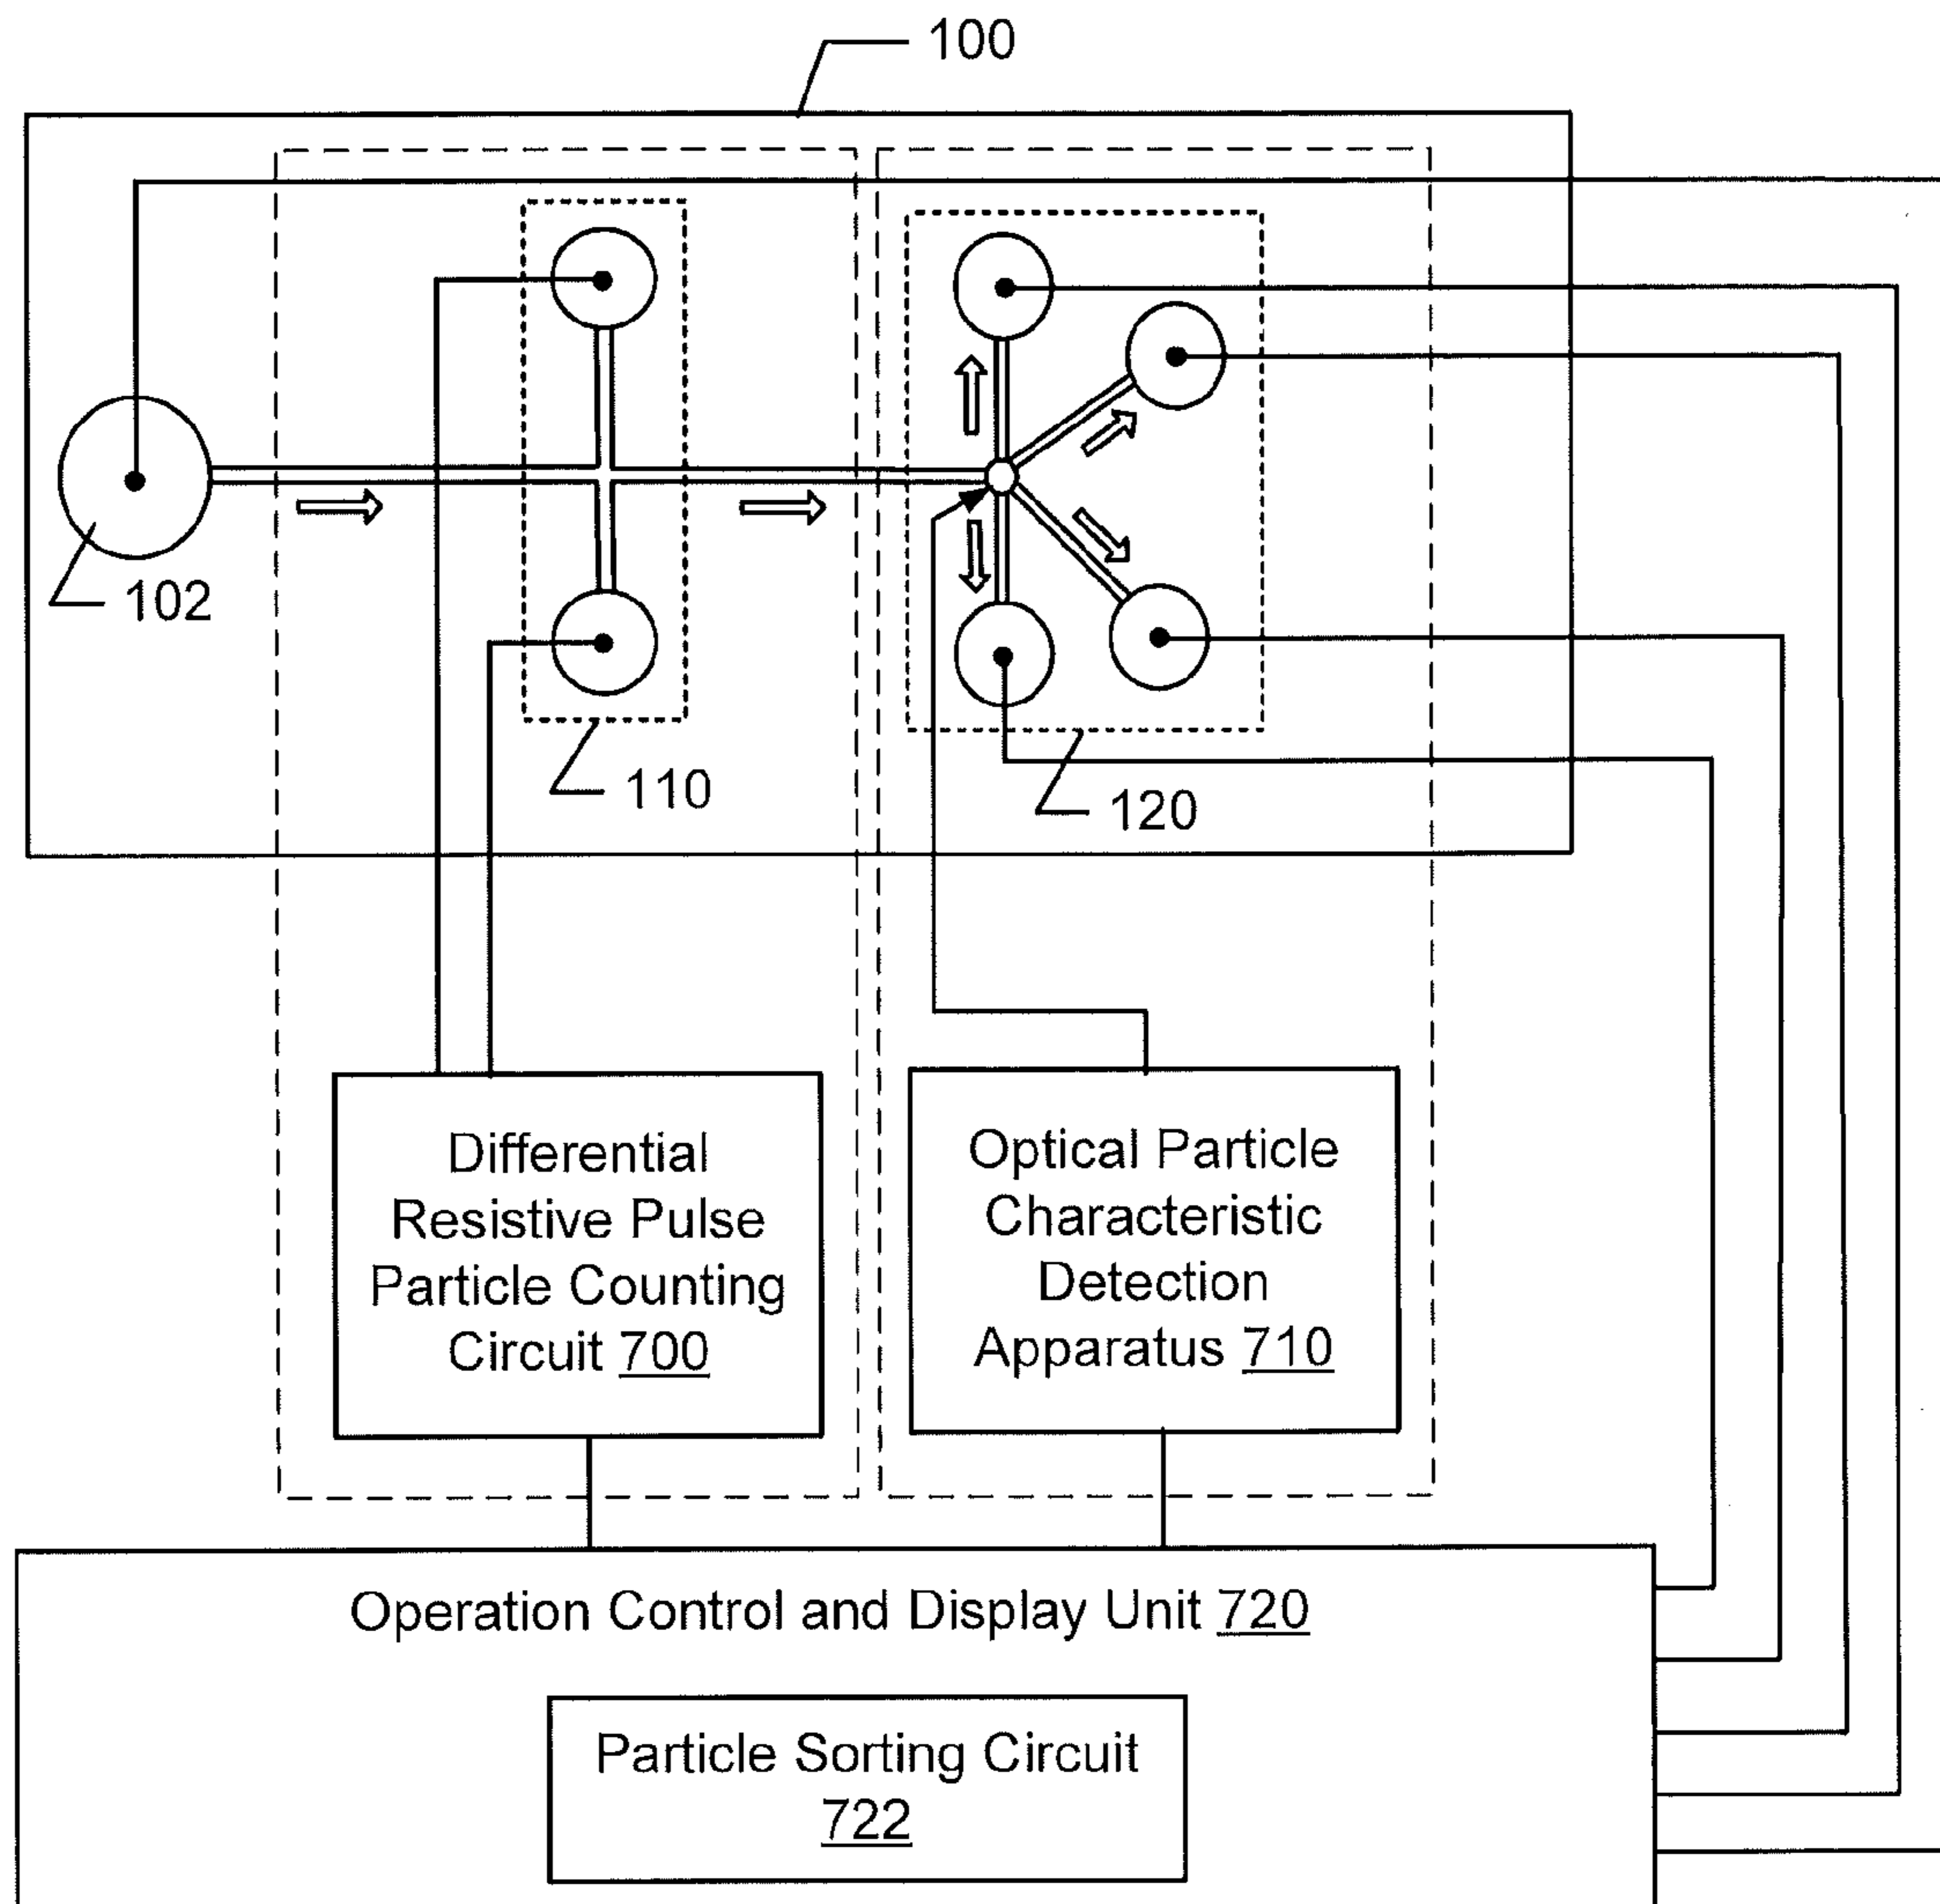 100
102
110
120
Differential
Resistive Pulse
Particle Counting
Circuit 700
Optical Particle
Characteristic
Detection
Apparatus 710
Operation Control and Display Unit 720
Particle Sorting Circuit
722